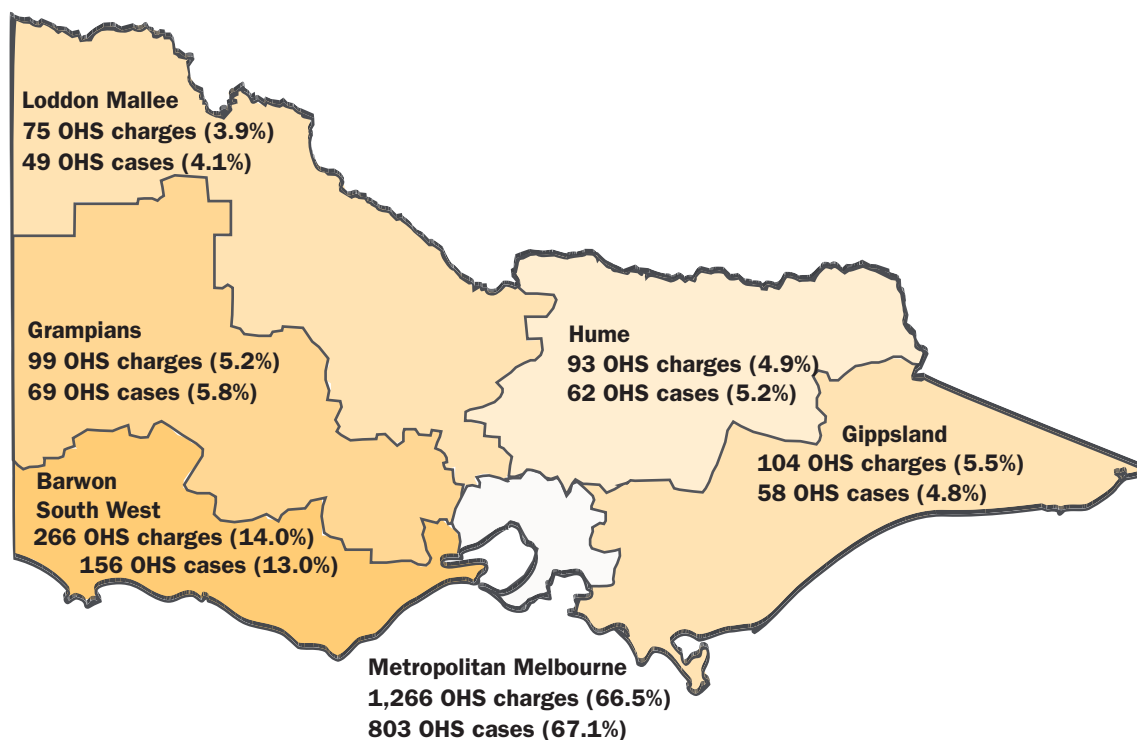 Loddon Mallee
75 OHS charges (3.9%)
49 OHS cases (4.1%)
Grampians
99 OHS charges (5.2%)
69 OHS cases (5.8%)
Hume
93 OHS charges (4.9%)
62 OHS cases (5.2%)
Gippsland
104 OHS charges (5.5%)
58 OHS cases (4.8%)
Barwon
South West
266 OHS charges (14.0%)
156 OHS cases (13.0%)
Metropolitan Melbourne
1,266 OHS charges (66.5%)
803 OHS cases (67.1%)